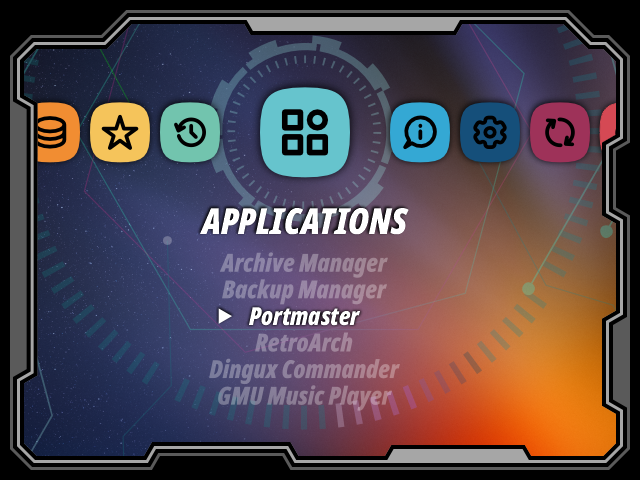 APPLICATIONS
Archive Manager
Backup Manager
Portmaster
RetroArch
Dingux Commander
GMU Music Player